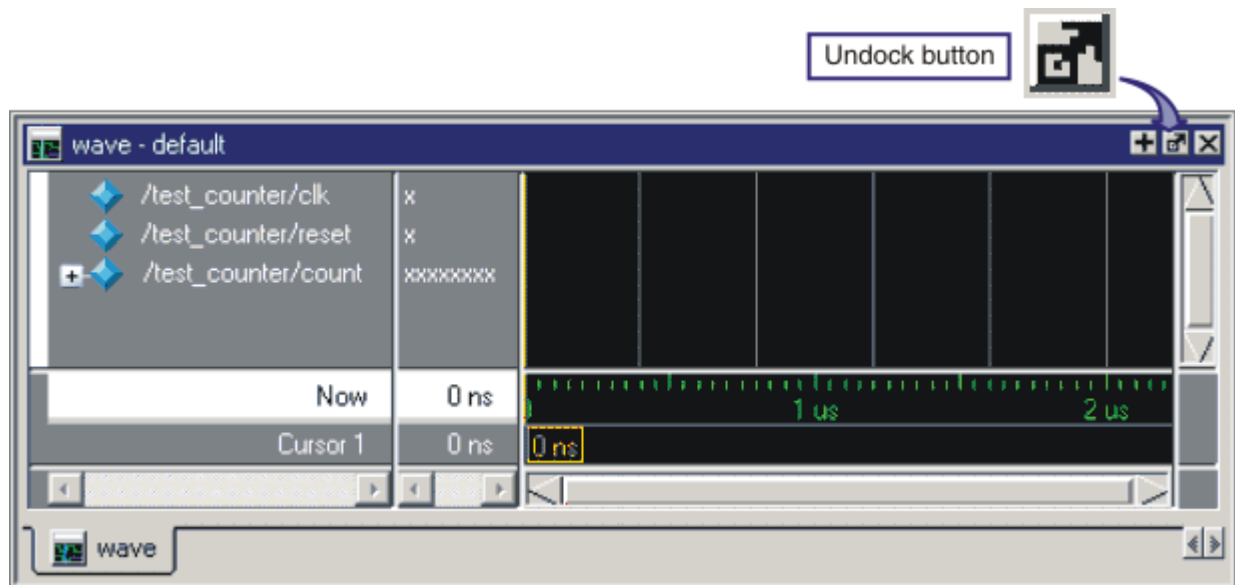 Undock button
wave - default
/test_counter/clk x
/test_counter/reset x
/test_counter/count xxxxxxxx
Now 0 ns 1 us 2 us
Cursor 1 0 ns 0 ns
wave